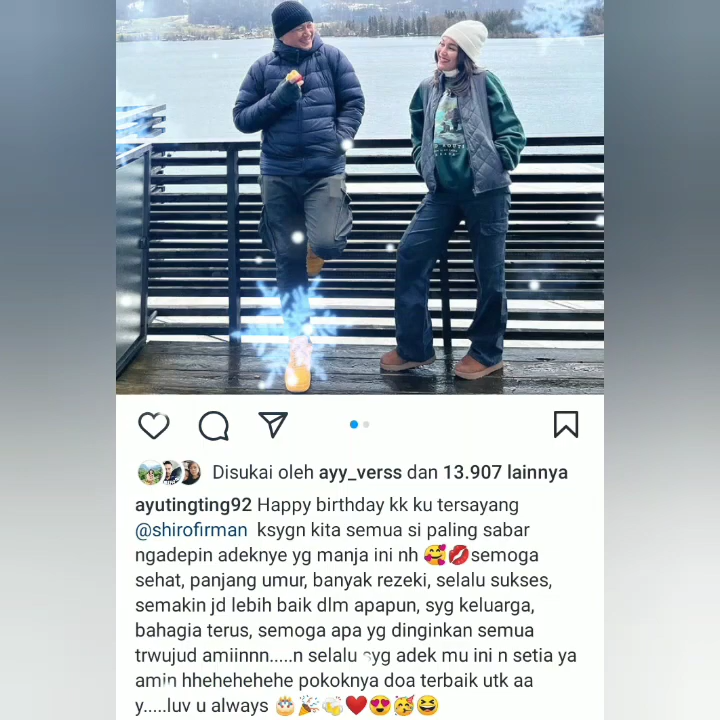 Disukai oleh ayy_verss dan 13.907 lainnya
ayutingting92 Happy birthday kk ku tersayang
@shirofirman ksygn kita semua si paling sabar
ngadepin adeknye yg manja ini nh 🥰💋semoga
sehat, panjang umur, banyak rezeki, selalu sukses,
semakin jd lebih baik dlm apapun, syg keluarga,
bahagia terus, semoga apa yg dinginkan semua
trwujud amiinnn.....n selalu syg adek mu ini n setia ya
amin hhehehehehe pokoknya doa terbaik utk aa
y.....luv u always 🎂🎉🍻❤️😍🥳😆